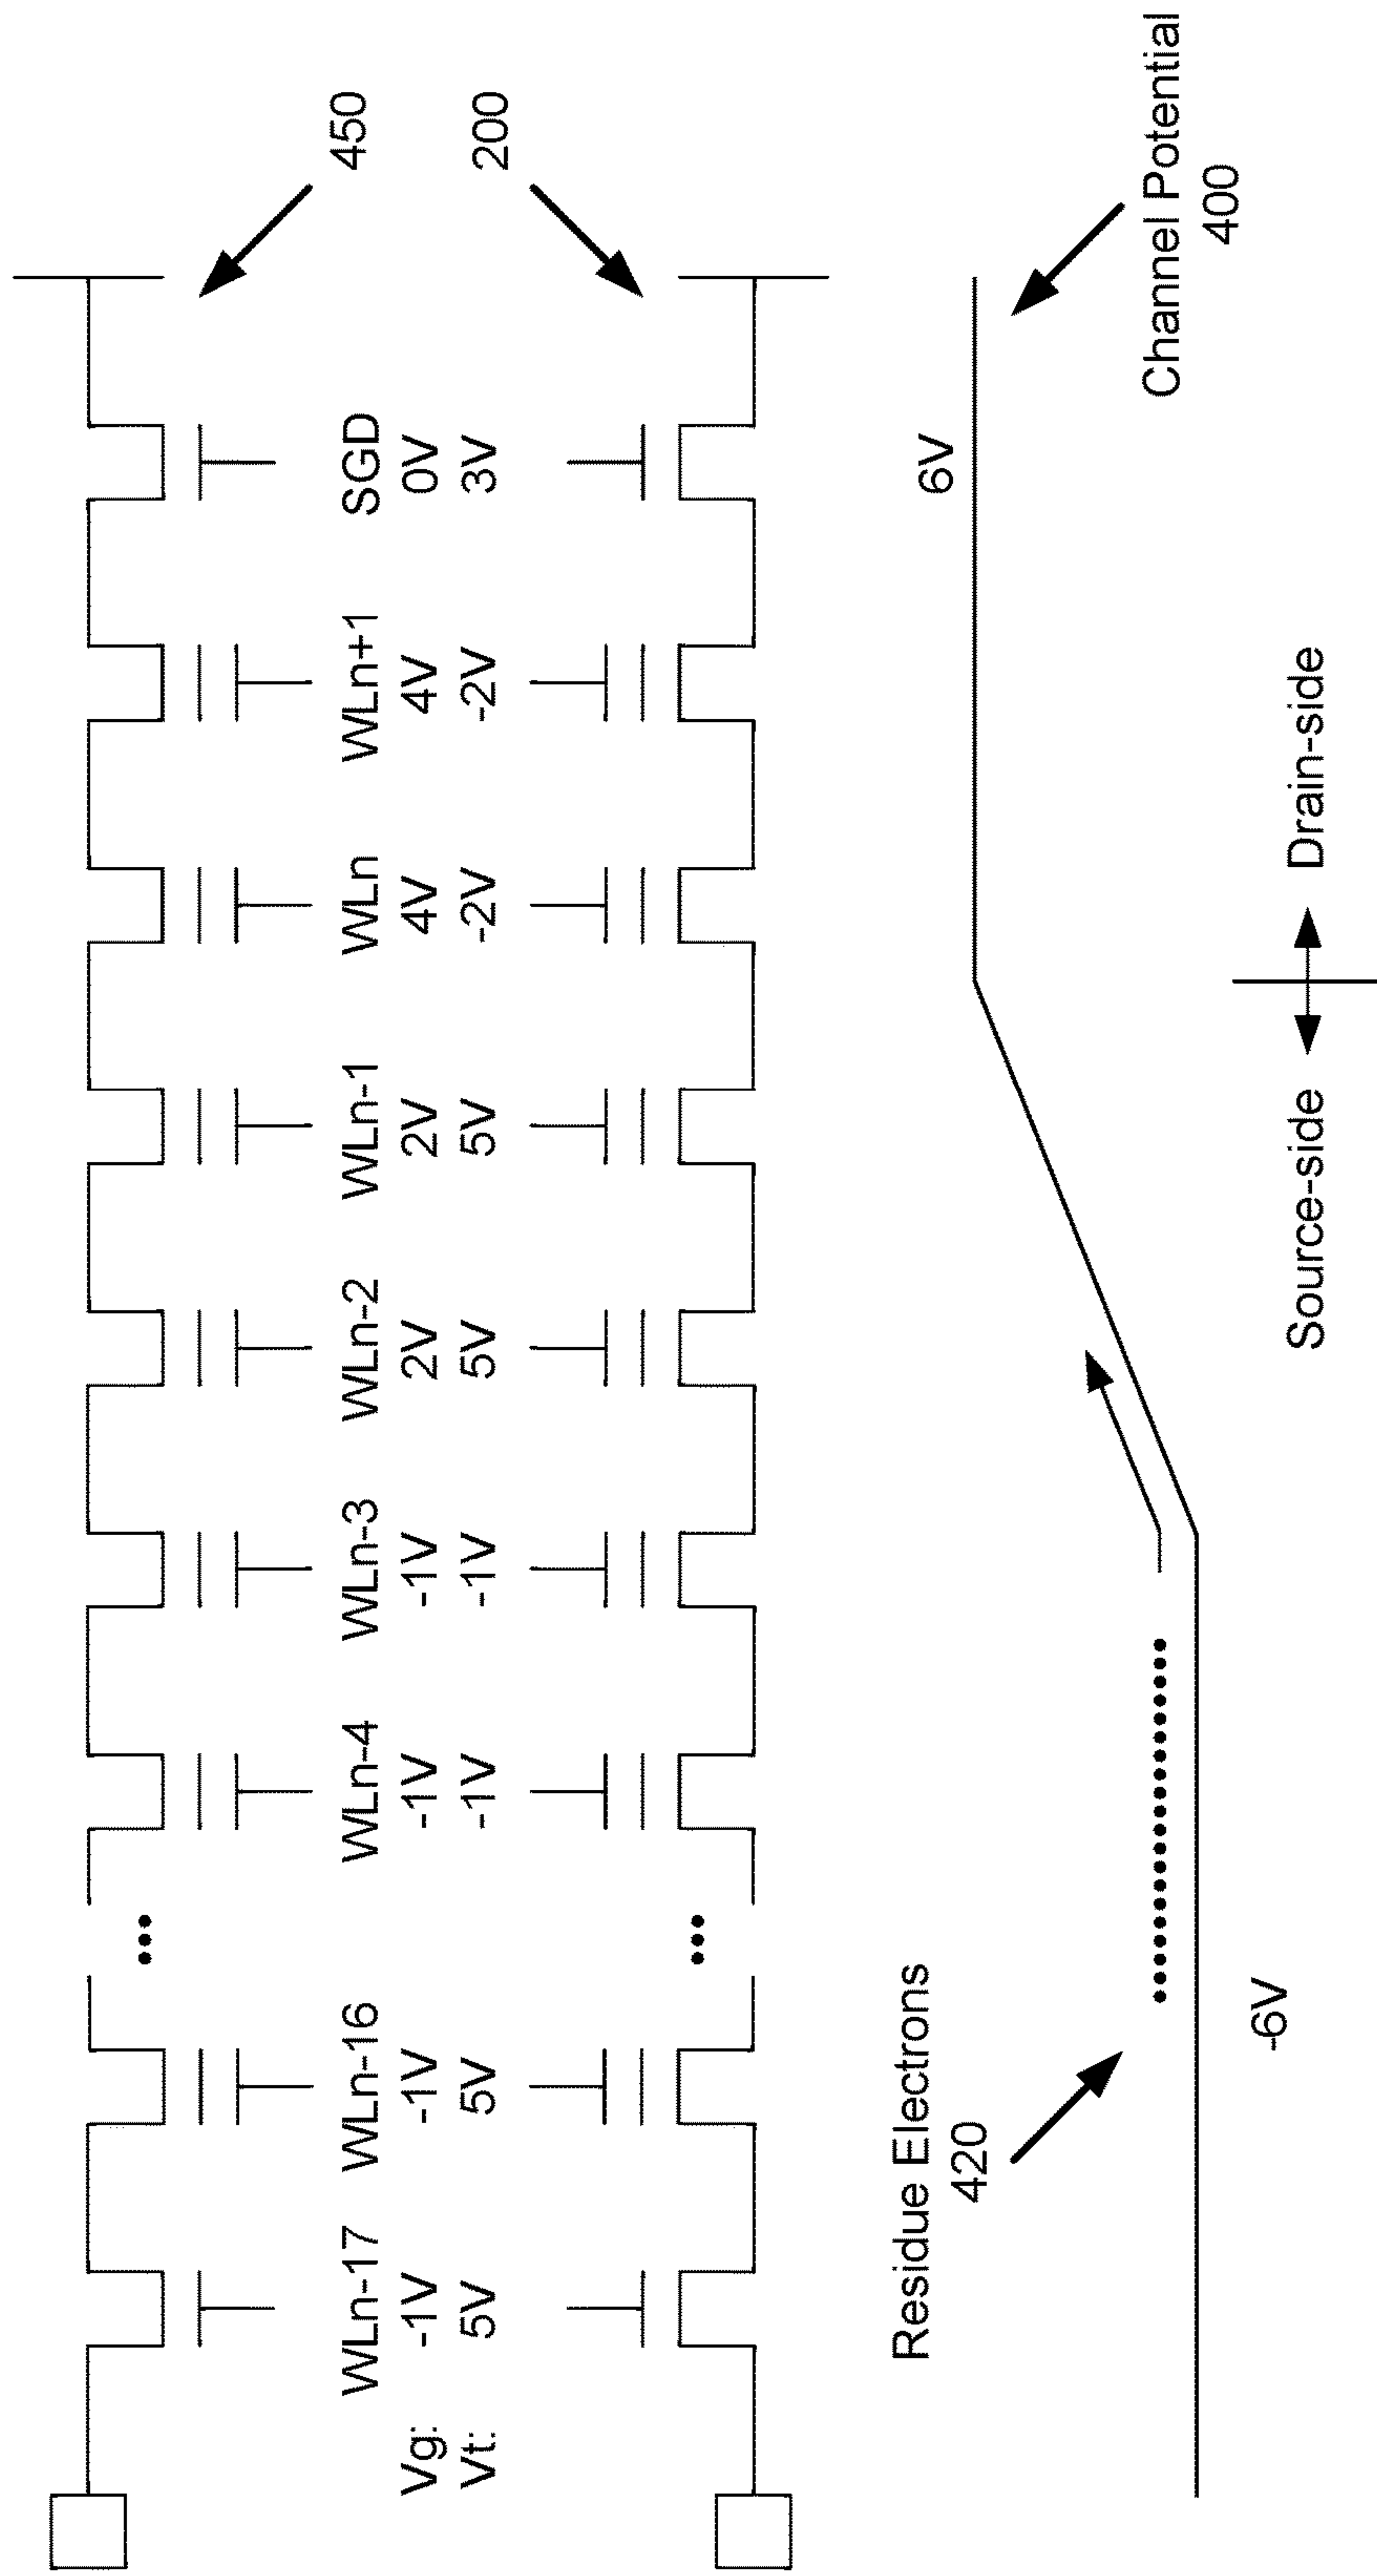 450
200
WLn-17 WLn-16 ••• WLn-4 WLn-3 WLn-2 WLn-1 WLn WLn+1 SGD
Vg: -1V -1V -1V -1V 2V 2V 4V 4V 0V
Vt: 5V 5V -1V -1V 5V 5V -2V -2V 3V
Residue Electrons
420
6V
-6V
Channel Potential
400
Source-side Drain-side